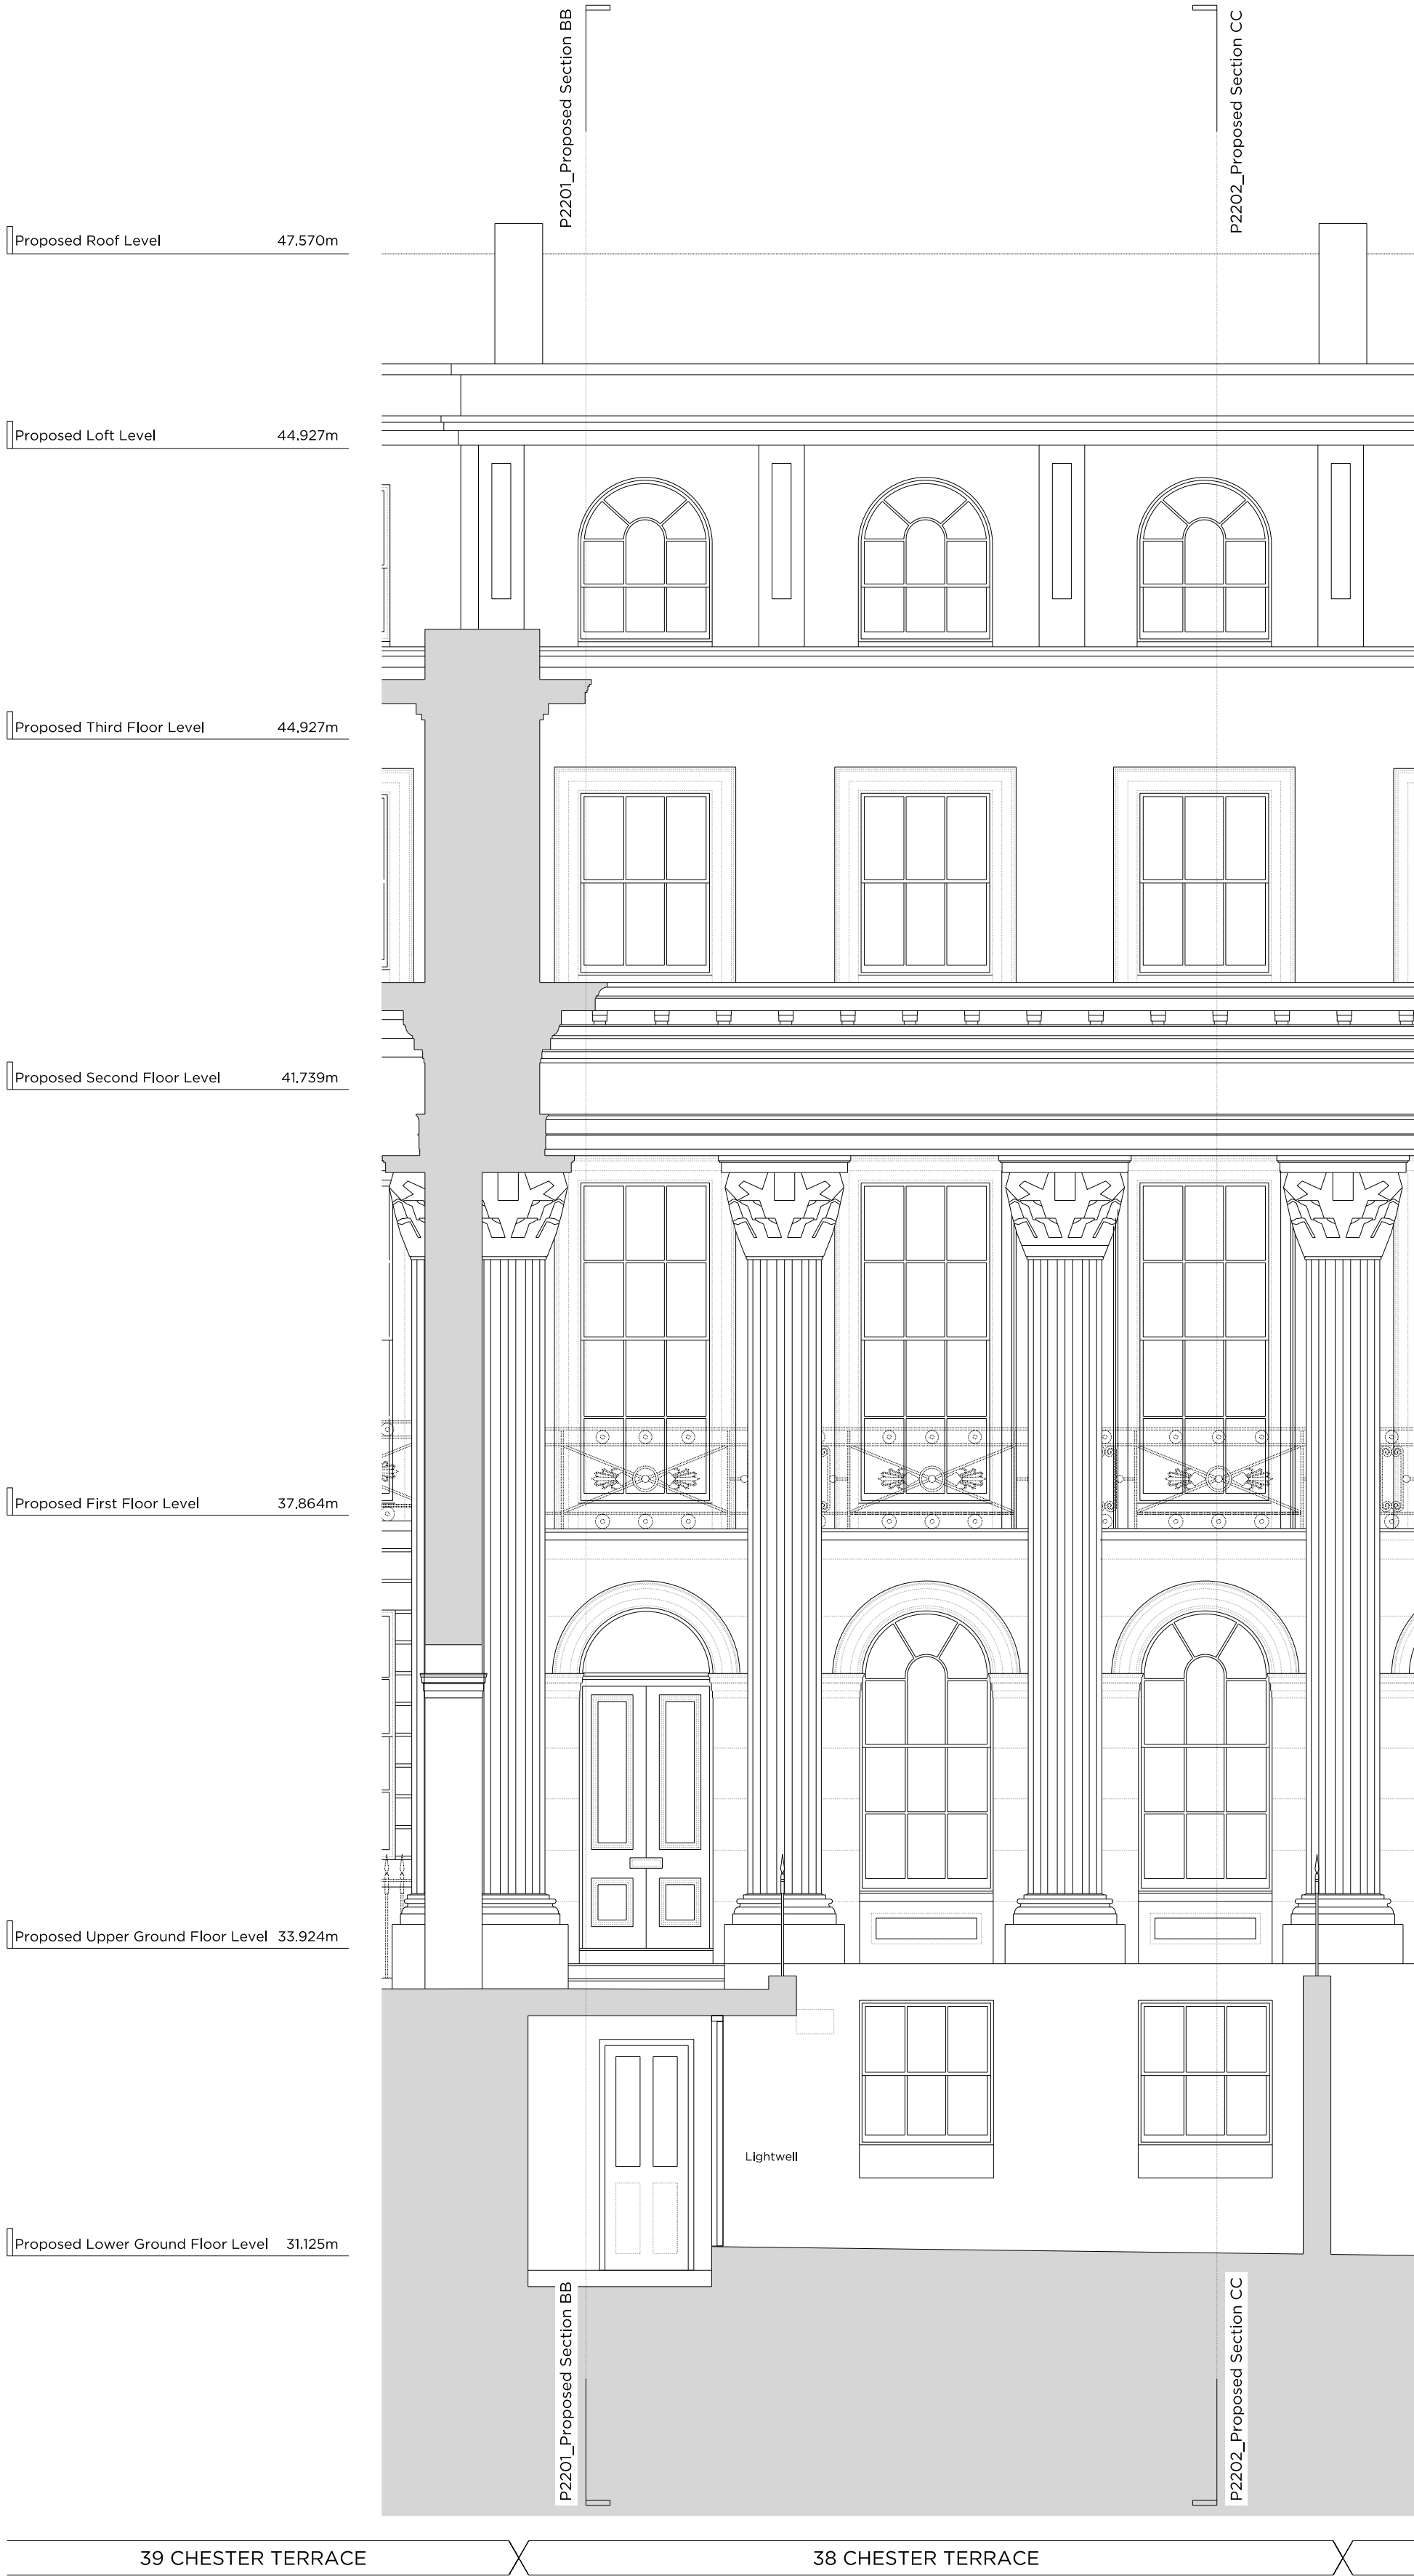 P2201_Proposed Section BB
P2202_Proposed Section CC
Proposed Roof Level 47.570m
Proposed Loft Level 44.927m
Proposed Third Floor Level 44.927m
Proposed Second Floor Level 41.739m
Proposed First Floor Level 37.864m
Proposed Upper Ground Floor Level 33.924m
Lightwell
Proposed Lower Ground Floor Level 31.125m
P2201_Proposed Section BB
P2202_Proposed Section CC
39 CHESTER TERRACE
38 CHESTER TERRACE